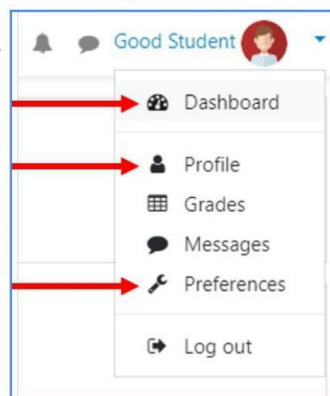 Good Student
Dashboard
Profile
Grades
Messages
Preferences
Log out